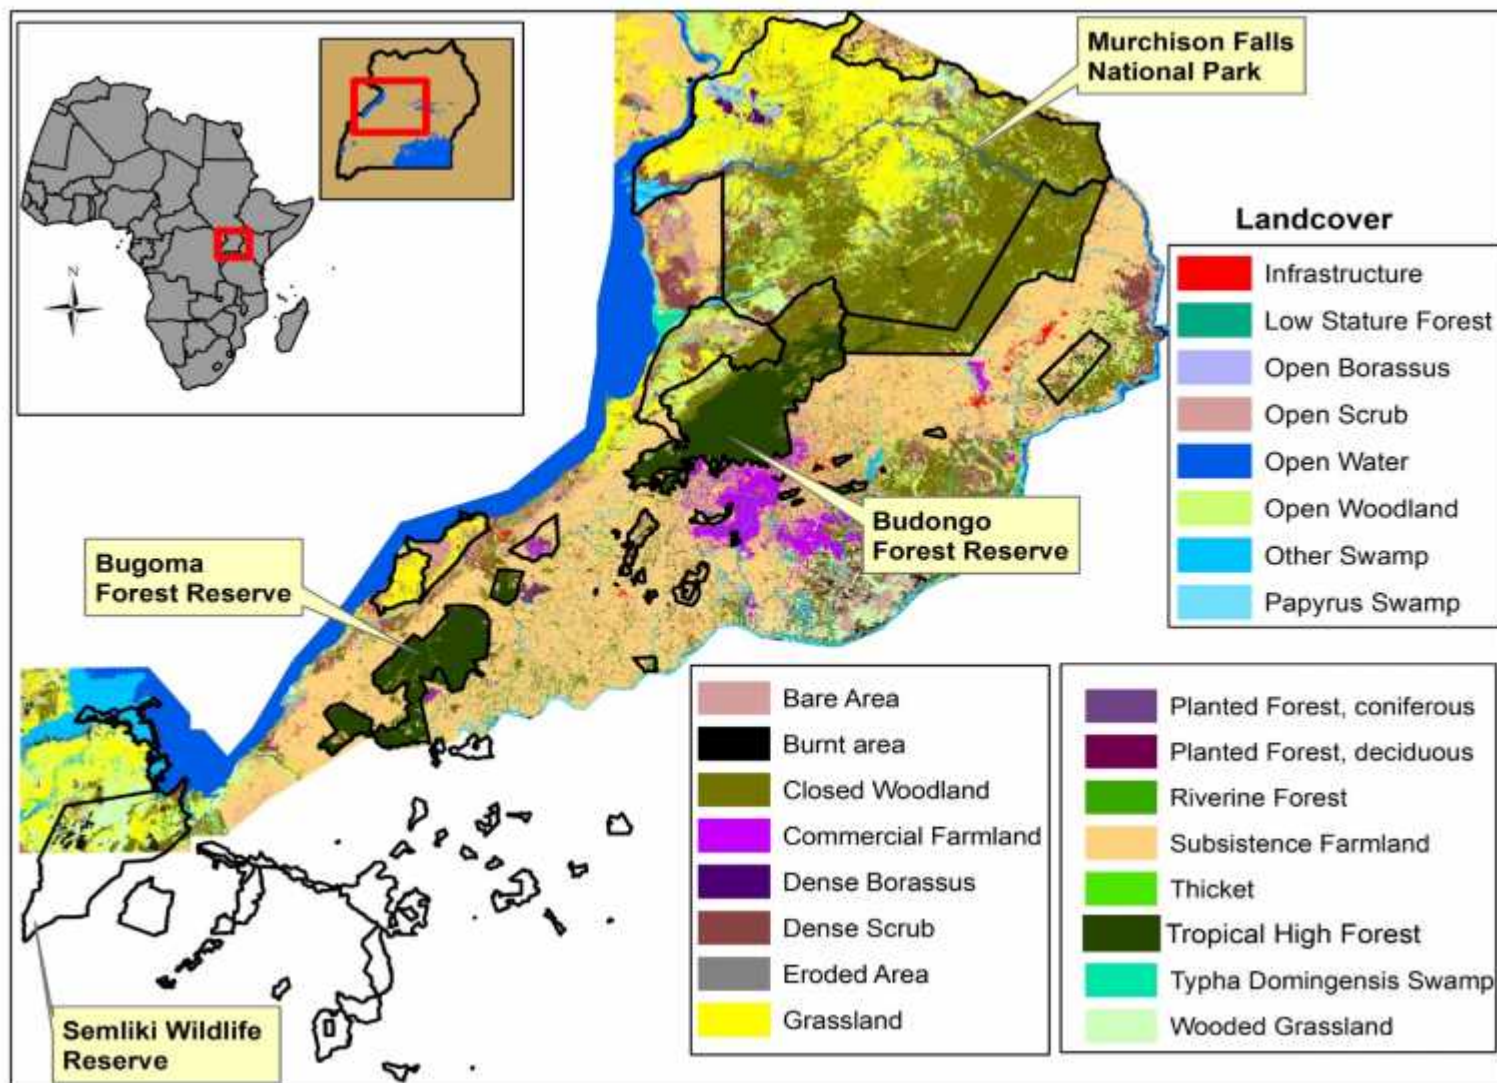 N
Murchison Falls
National Park
Budongo
Forest Reserve
Bugoma
Forest Reserve
Semliki Wildlife
Reserve
Landcover
Infrastructure
Low Stature Forest
Open Borassus
Open Scrub
Open Water
Open Woodland
Other Swamp
Papyrus Swamp
Bare Area
Burnt area
Closed Woodland
Commercial Farmland
Dense Borassus
Dense Scrub
Eroded Area
Grassland
Planted Forest, coniferous
Planted Forest, deciduous
Riverine Forest
Subsistence Farmland
Thicket
Tropical High Forest
Typha Domingensis Swamp
Wooded Grassland